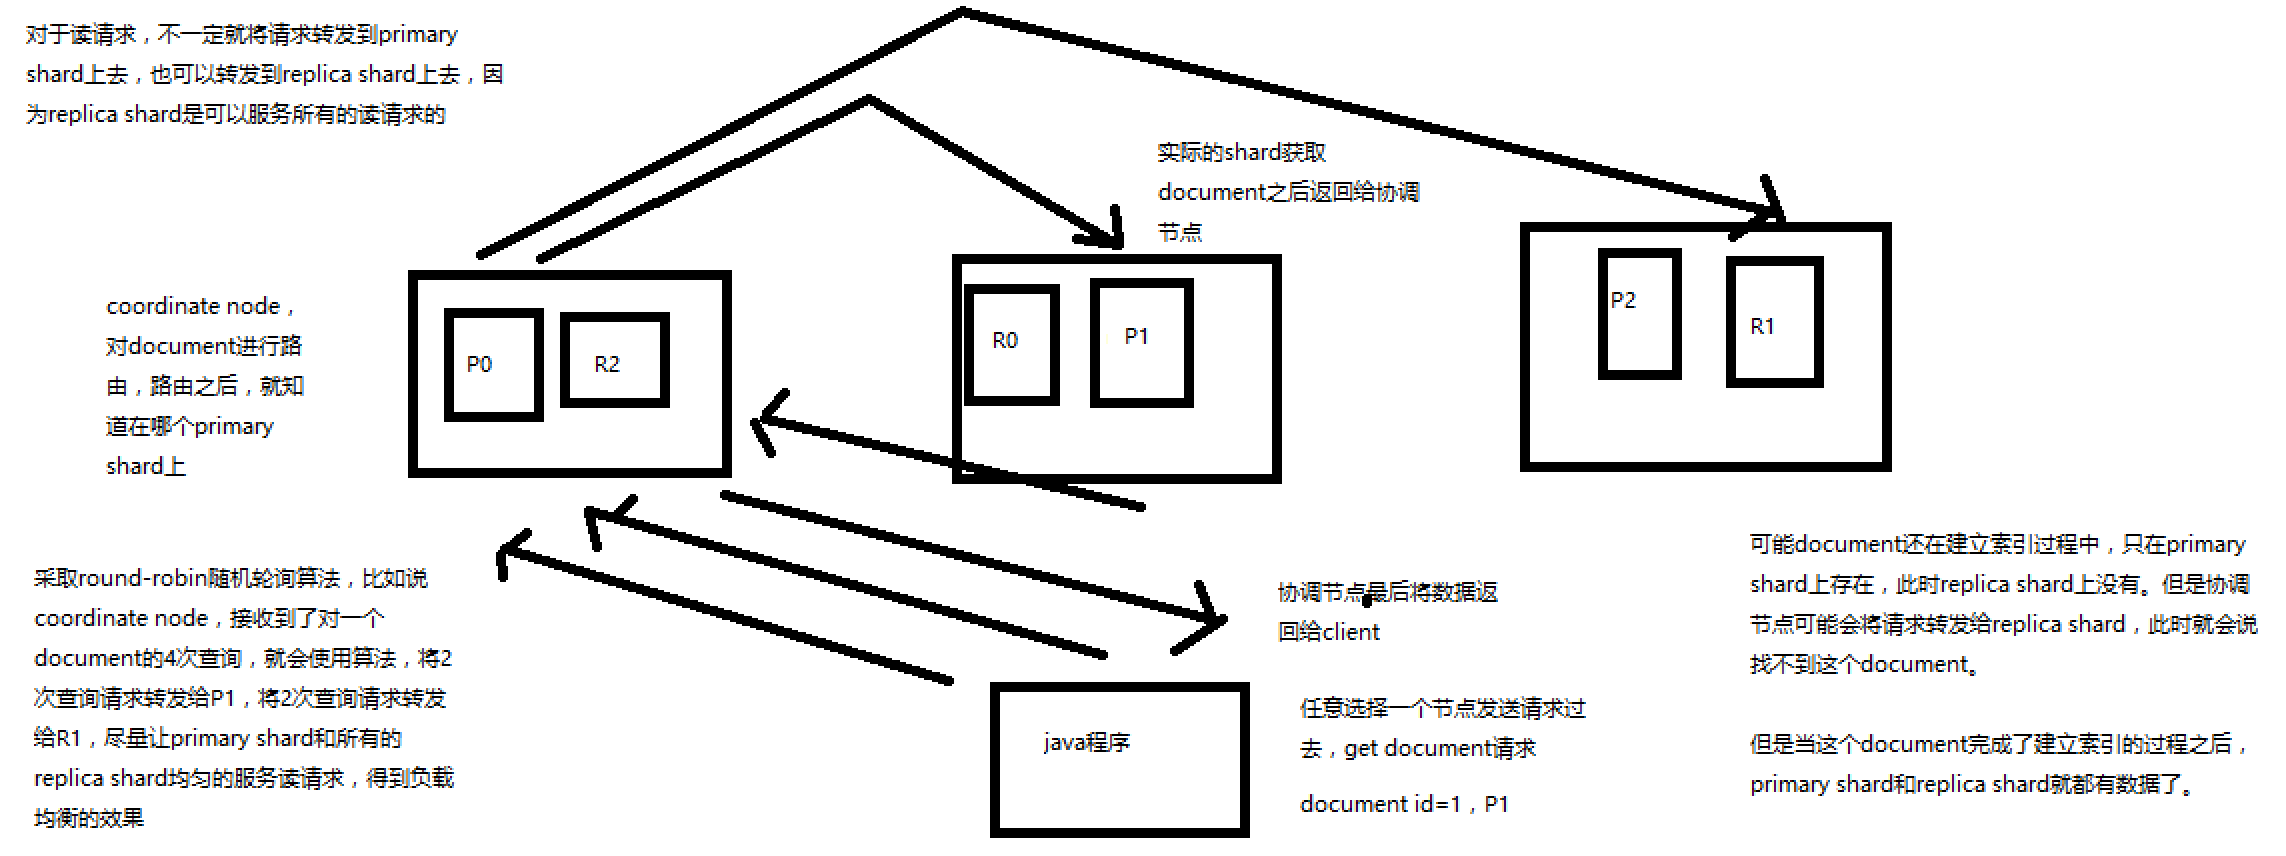 对于读请求，不一定就将请求转发到primary
shard上去，也可以转发到replica shard上去，因
为replica shard是可以服务所有的读请求的
实际的shard获取
document之后返回给协调
节点
coordinate node，
对document进行路
由，路由之后，就知
道在哪个primary
shard上
P0
R2
R0
P1
P2
R1
采取round-robin随机轮询算法，比如说
coordinate node，接收到了对一个
document的4次查询，就会使用算法，将2
次查询请求转发给P1，将2次查询请求转发
给R1，尽量让primary shard和所有的
replica shard均匀的服务读请求，得到负载
均衡的效果
协调节点最后将数据返
回给client
java程序
任意选择一个节点发送请求过
去，get document请求
document id=1，P1
可能document还在建立索引过程中，只在primary
shard上存在，此时replica shard上没有。但是协调
节点可能会将请求转发给replica shard，此时就会说
找不到这个document。
但是当这个document完成了建立索引的过程之后，
primary shard和replica shard就都有数据了。